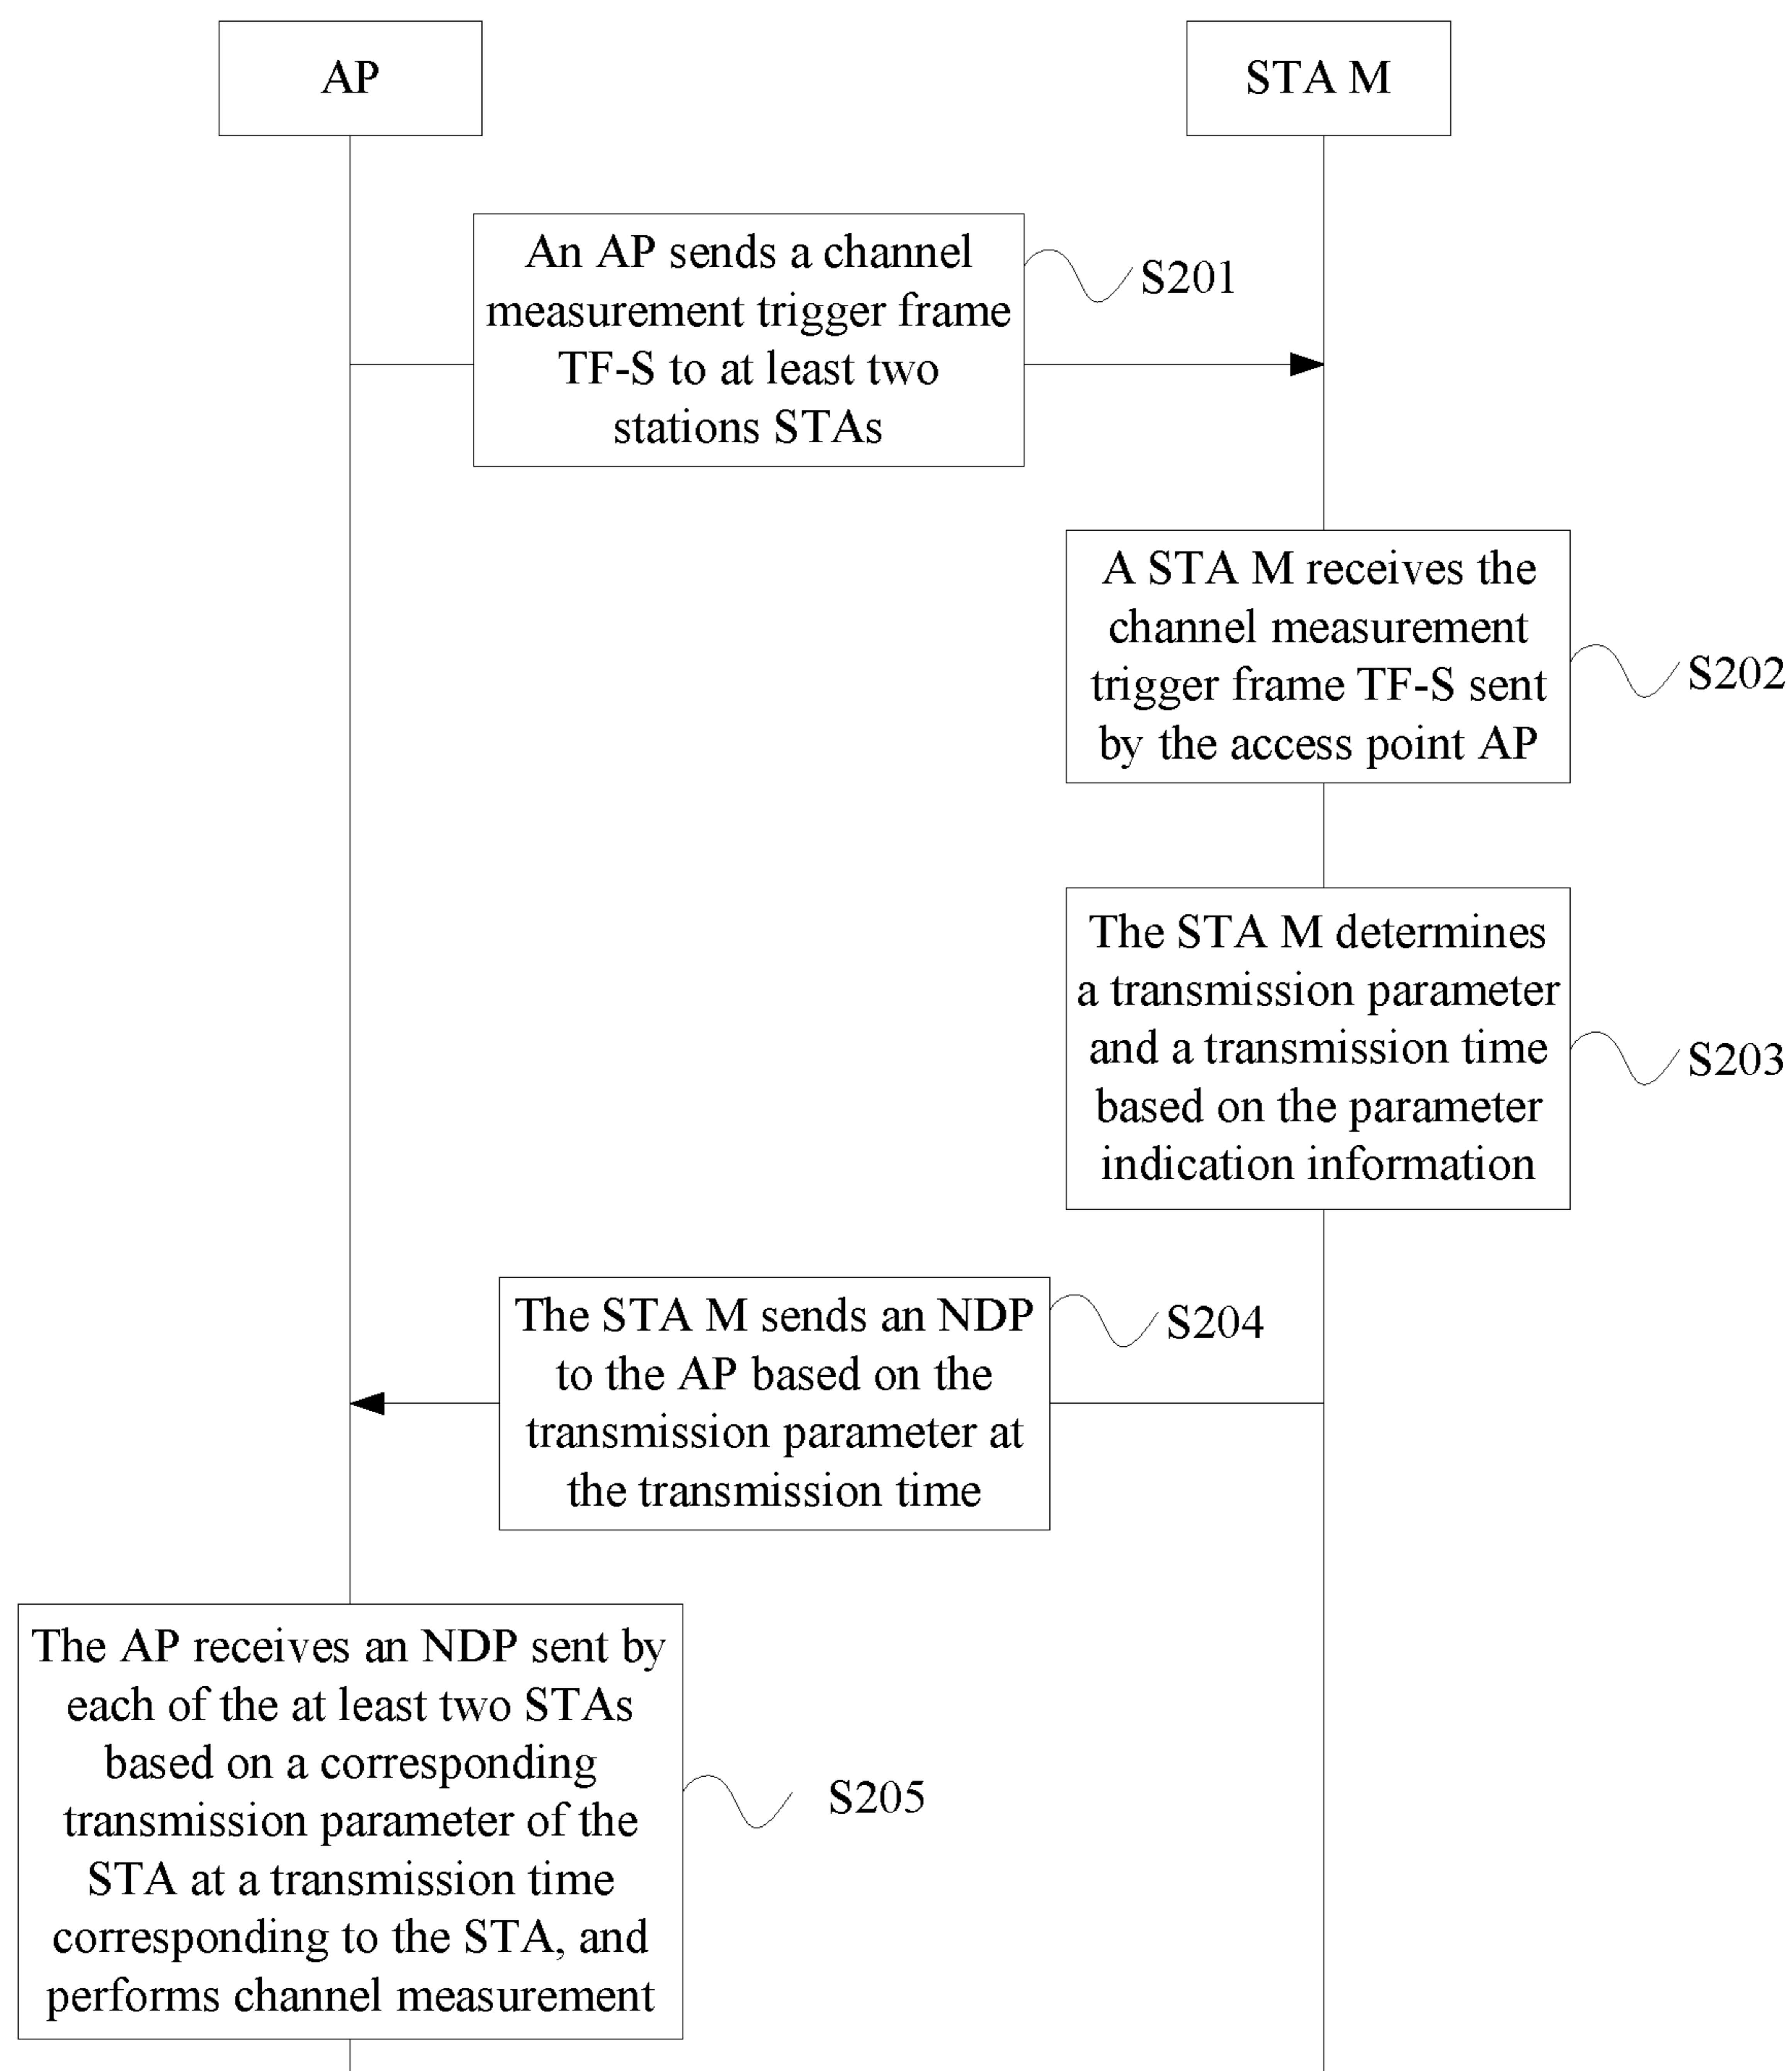 AP
STA M
An AP sends a channel
measurement trigger frame
TF-S to at least two
stations STAs
S201
A STA M receives the
channel measurement
trigger frame TF-S sent
by the access point AP
S202
The STA M determines
a transmission parameter
and a transmission time
based on the parameter
indication information
S203
The STA M sends an NDP
to the AP based on the
transmission parameter at
the transmission time
S204
The AP receives an NDP sent by
each of the at least two STAs
based on a corresponding
transmission parameter of the
STA at a transmission time
corresponding to the STA, and
performs channel measurement
S205